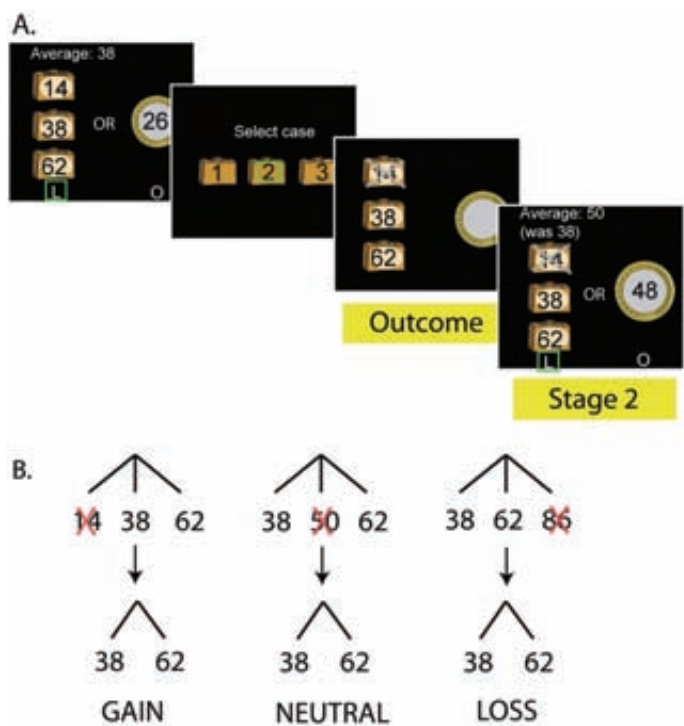 A.
Average: 38
14
38 OR 26
62
L O
Select case
1 2 3
14
38
62
Outcome
Average: 50
(was 38)
14
38 OR 48
62
L O
Stage 2
B.
14 38 62 38 50 62 38 62 86
38 62 38 62 38 62
GAIN NEUTRAL LOSS